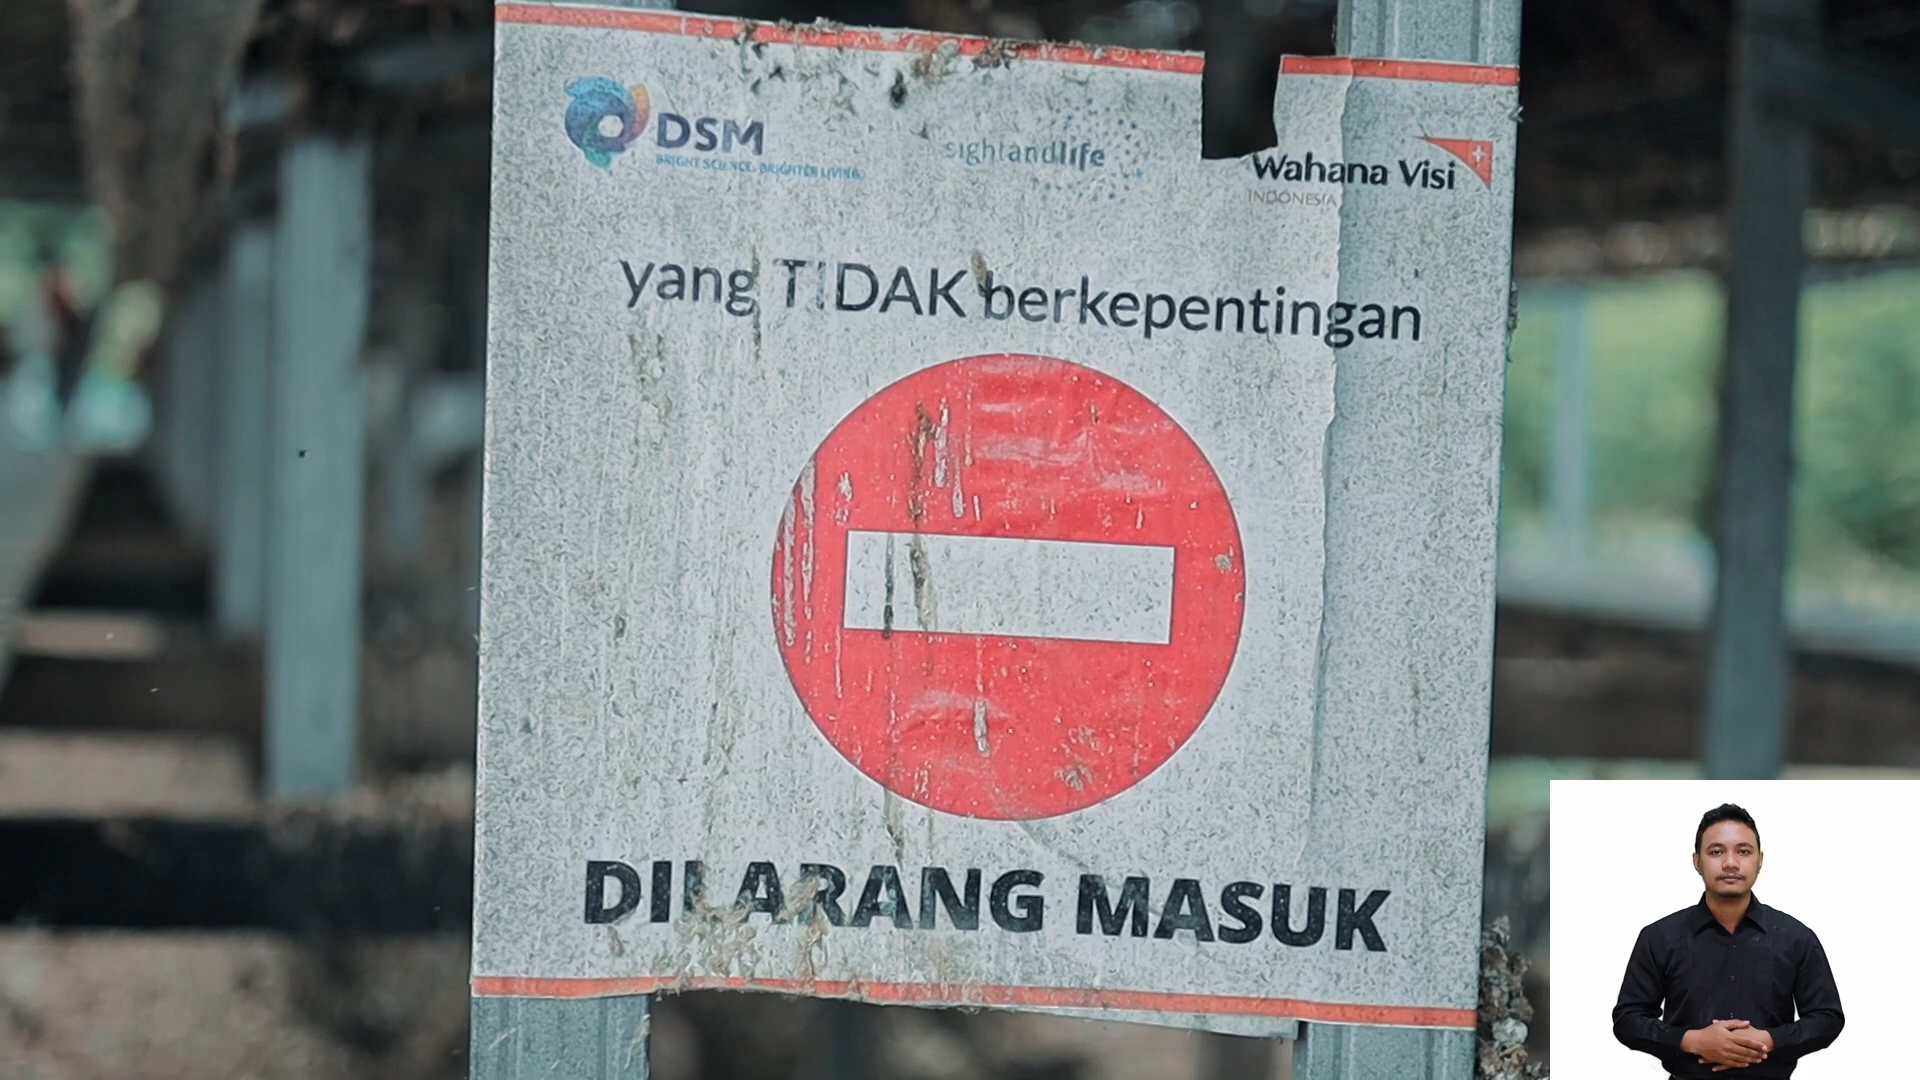 DSM
BRIGHT SCIENCE. BRIGHTER LIVING.
sightandlife
Wahana Visi
INDONESIA
yang TIDAK berkepentingan
DILARANG MASUK